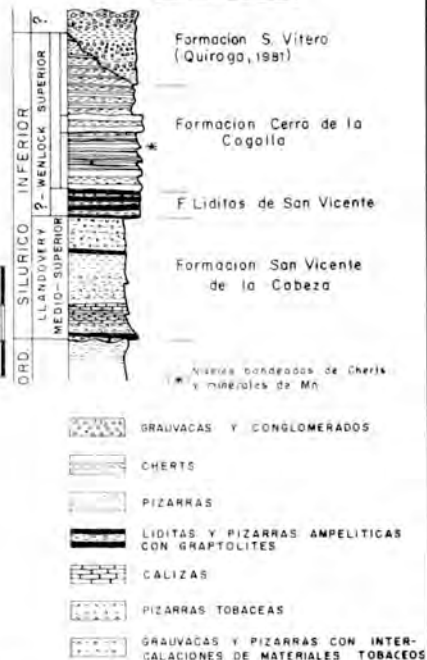 ?
Formacion S. Vitero
(Quiroga, 1981)
Formacion Cerro de la
Cogolla
*
F Liditas de San Vicente
Formacion San Vicente
de la Cabeza
ORD.
SILURICO INFERIOR
LLANDOVERY
MEDIO-SUPERIOR
?-WENLOCK SUPERIOR
(*) Niveles bandeados de Cherts
y minerales de Mn.
GRAUVACAS Y CONGLOMERADOS
CHERTS
PIZARRAS
LIDITAS Y PIZARRAS AMPELITICAS
CON GRAPTOLITES
CALIZAS
PIZARRAS TOBACEAS
GRAUVACAS Y PIZARRAS CON INTER-
CALACIONES DE MATERIALES TOBACEOS